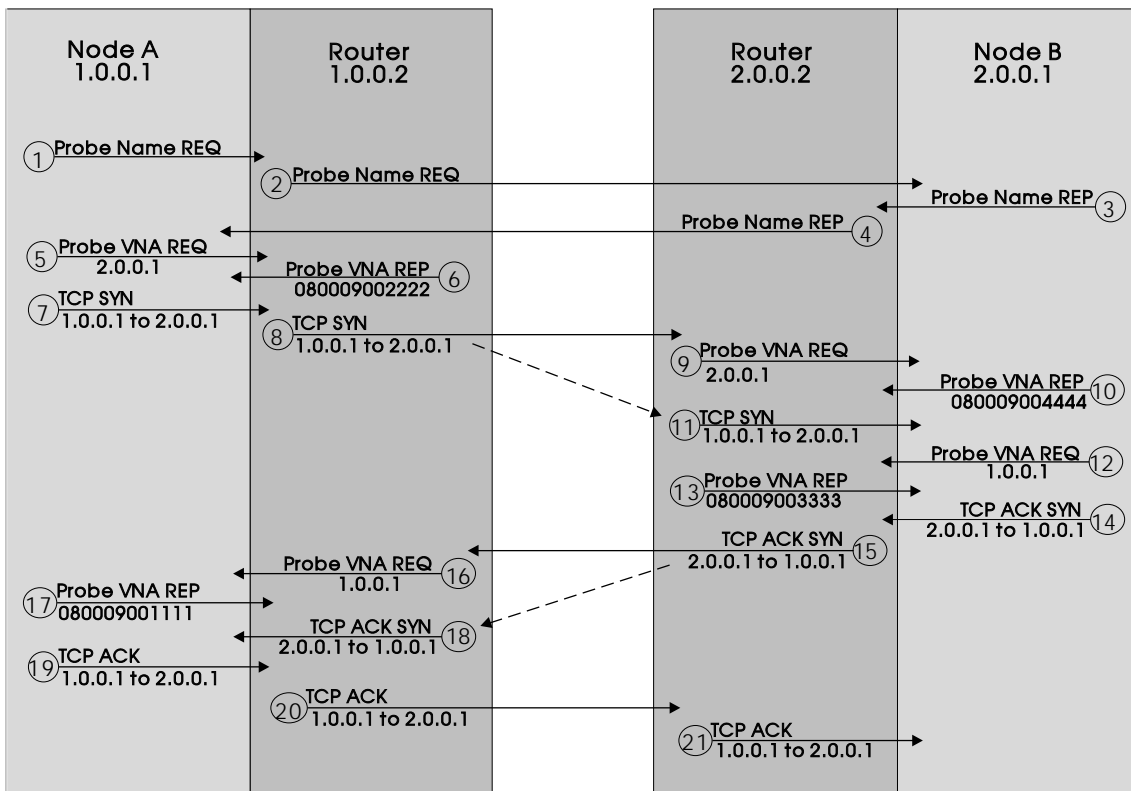 Node A
1.0.0.1
Router
1.0.0.2
Router
2.0.0.2
Node B
2.0.0.1
1 Probe Name REQ
2 Probe Name REQ
Probe Name REP 3
Probe Name REP 4
5 Probe VNA REQ
2.0.0.1
Probe VNA REP 6
080009002222
7 TCP SYN
1.0.0.1 to 2.0.0.1
8 TCP SYN
1.0.0.1 to 2.0.0.1
9 Probe VNA REQ
2.0.0.1
Probe VNA REP 10
080009004444
11 TCP SYN
1.0.0.1 to 2.0.0.1
Probe VNA REQ 12
1.0.0.1
13 Probe VNA REP
080009003333
TCP ACK SYN 14
2.0.0.1 to 1.0.0.1
TCP ACK SYN 15
2.0.0.1 to 1.0.0.1
Probe VNA REQ 16
1.0.0.1
17 Probe VNA REP
080009001111
TCP ACK SYN 18
2.0.0.1 to 1.0.0.1
19 TCP ACK
1.0.0.1 to 2.0.0.1
20 TCP ACK
1.0.0.1 to 2.0.0.1
21 TCP ACK
1.0.0.1 to 2.0.0.1